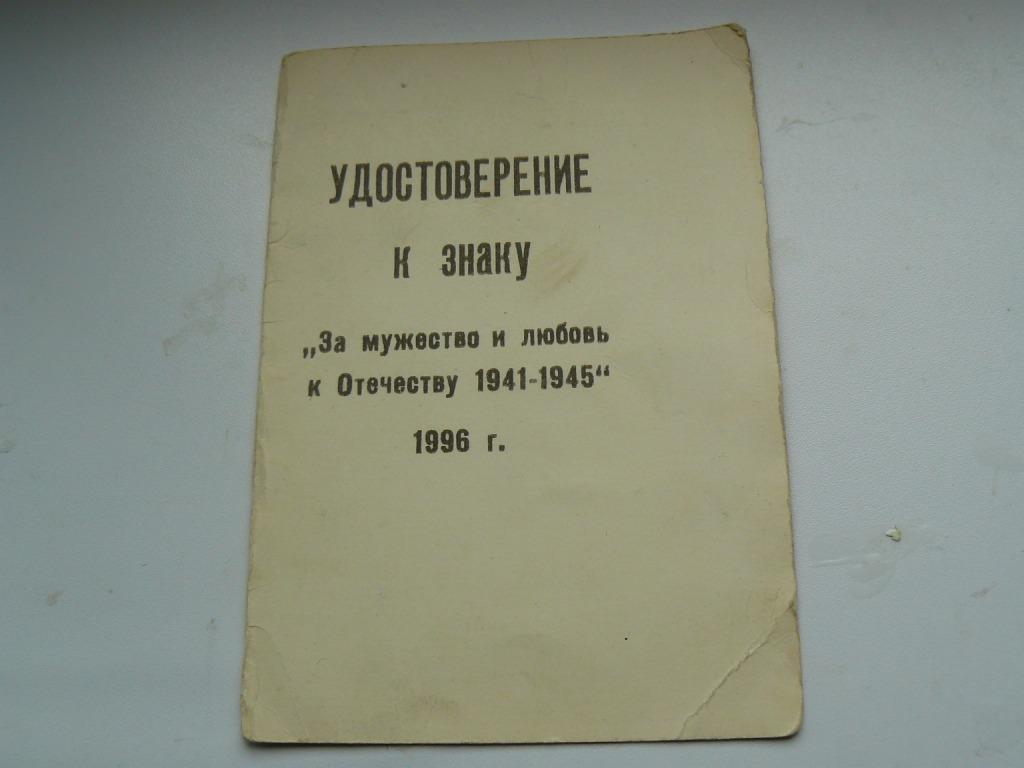 УДОСТОВЕРЕНИЕ
К ЗНАКУ
„За мужество и любовь
к Отечеству 1941-1945“
1996 г.